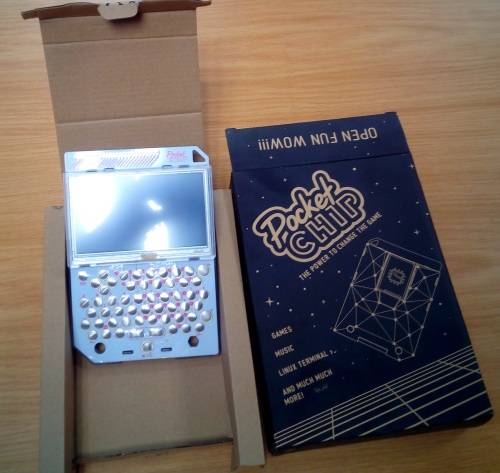 OPEN FUN WOW!!!
Pocket
CHIP
THE POWER TO CHANGE THE GAME
GAMES
MUSIC
LINUX TERMINAL >_
AND MUCH MUCH
MORE!
Pocket